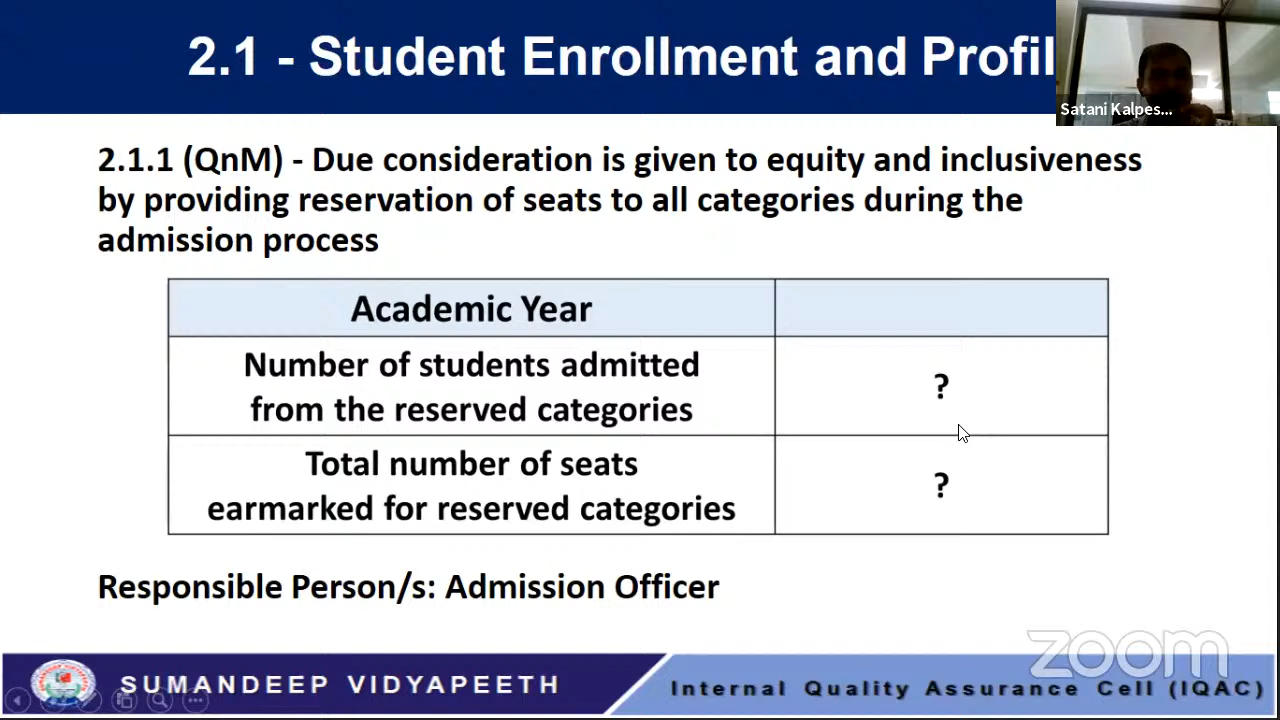 2.1 - Student Enrollment and Profil
Satani Kalpes...
2.1.1 (QnM) - Due consideration is given to equity and inclusiveness
by providing reservation of seats to all categories during the
admission process
Academic Year
Number of students admitted
from the reserved categories
?
Total number of seats
earmarked for reserved categories
?
Responsible Person/s: Admission Officer
zoom
SUMANDEEP VIDYAPEETH
Internal Quality Assurance Cell (IQAC)